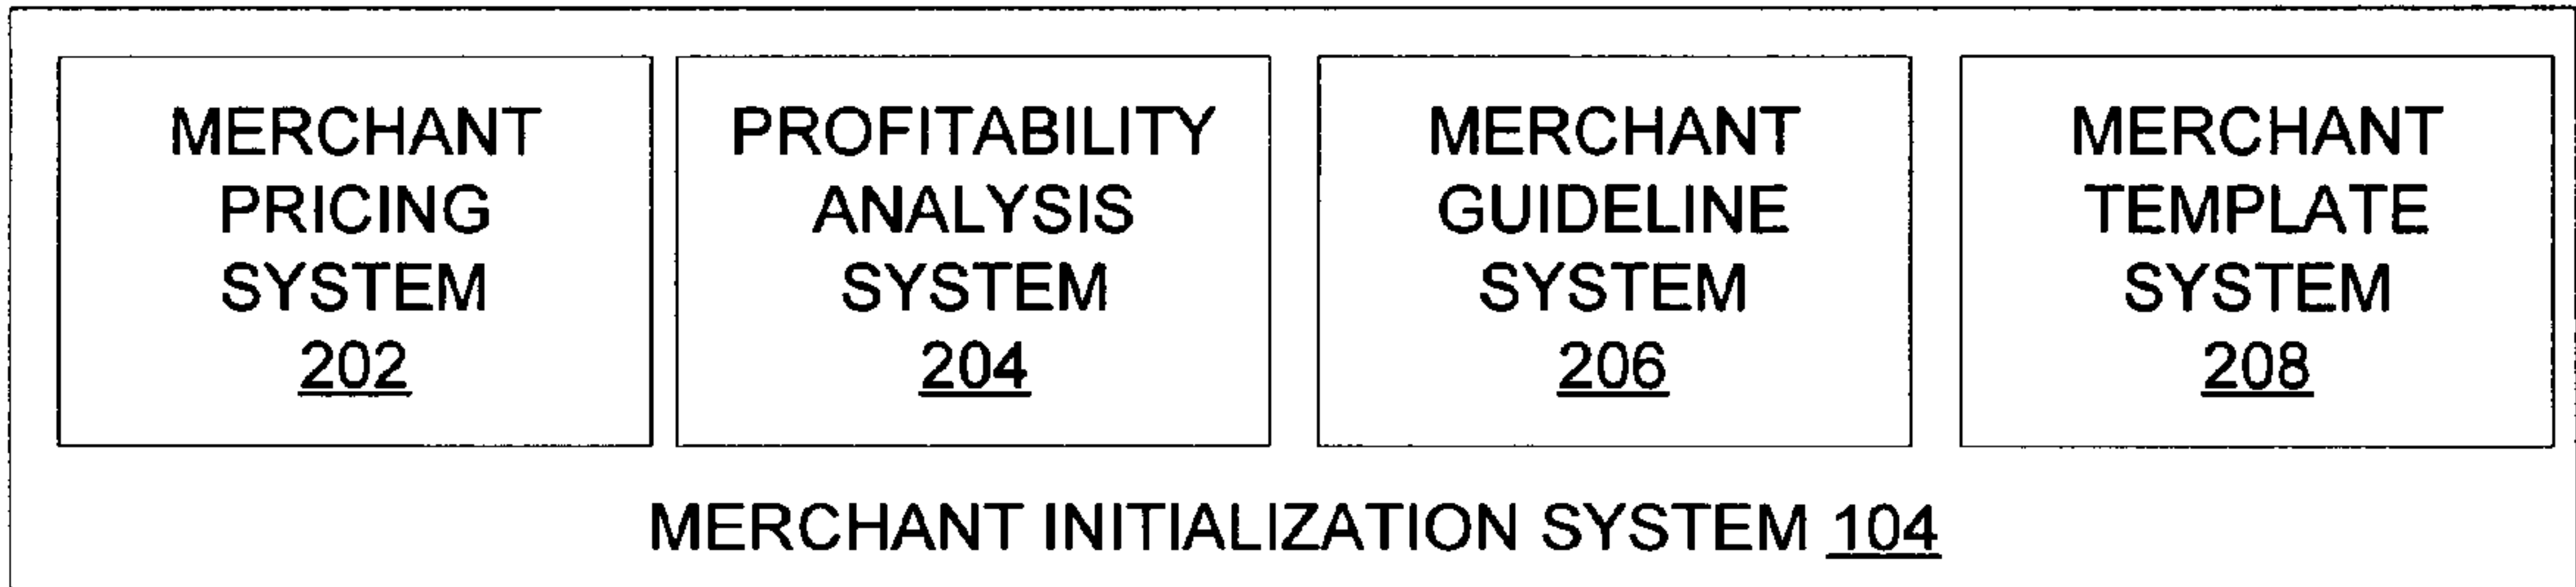 MERCHANT
PRICING
SYSTEM
202
PROFITABILITY
ANALYSIS
SYSTEM
204
MERCHANT
GUIDELINE
SYSTEM
206
MERCHANT
TEMPLATE
SYSTEM
208
MERCHANT INITIALIZATION SYSTEM 104